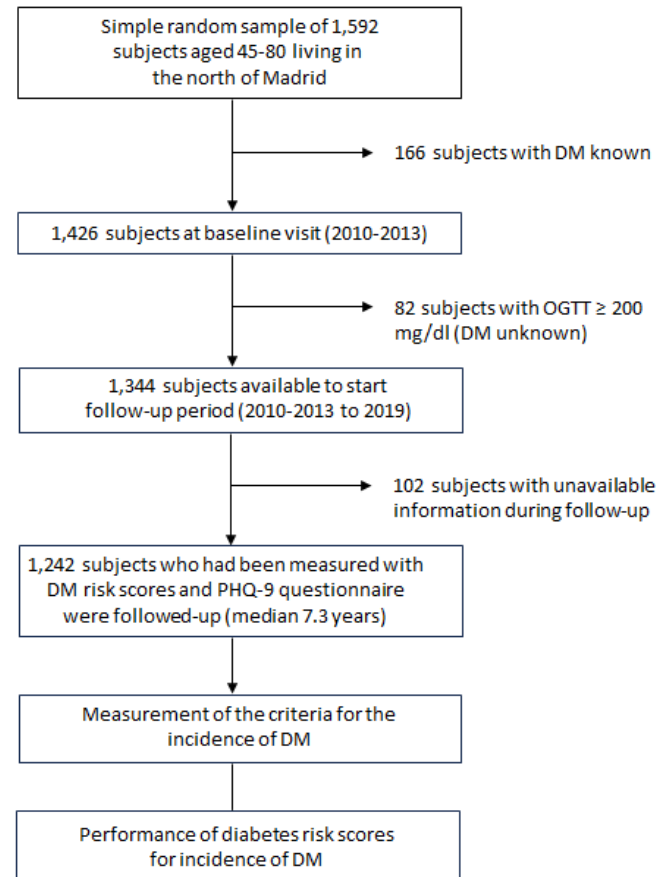 Simple random sample of 1,592
subjects aged 45-80 living in
the north of Madrid
166 subjects with DM known
1,426 subjects at baseline visit (2010-2013)
82 subjects with OGTT ≥ 200
mg/dl (DM unknown)
1,344 subjects available to start
follow-up period (2010-2013 to 2019)
102 subjects with unavailable
information during follow-up
1,242 subjects who had been measured with
DM risk scores and PHQ-9 questionnaire
were followed-up (median 7.3 years)
Measurement of the criteria for the
incidence of DM
Performance of diabetes risk scores
for incidence of DM